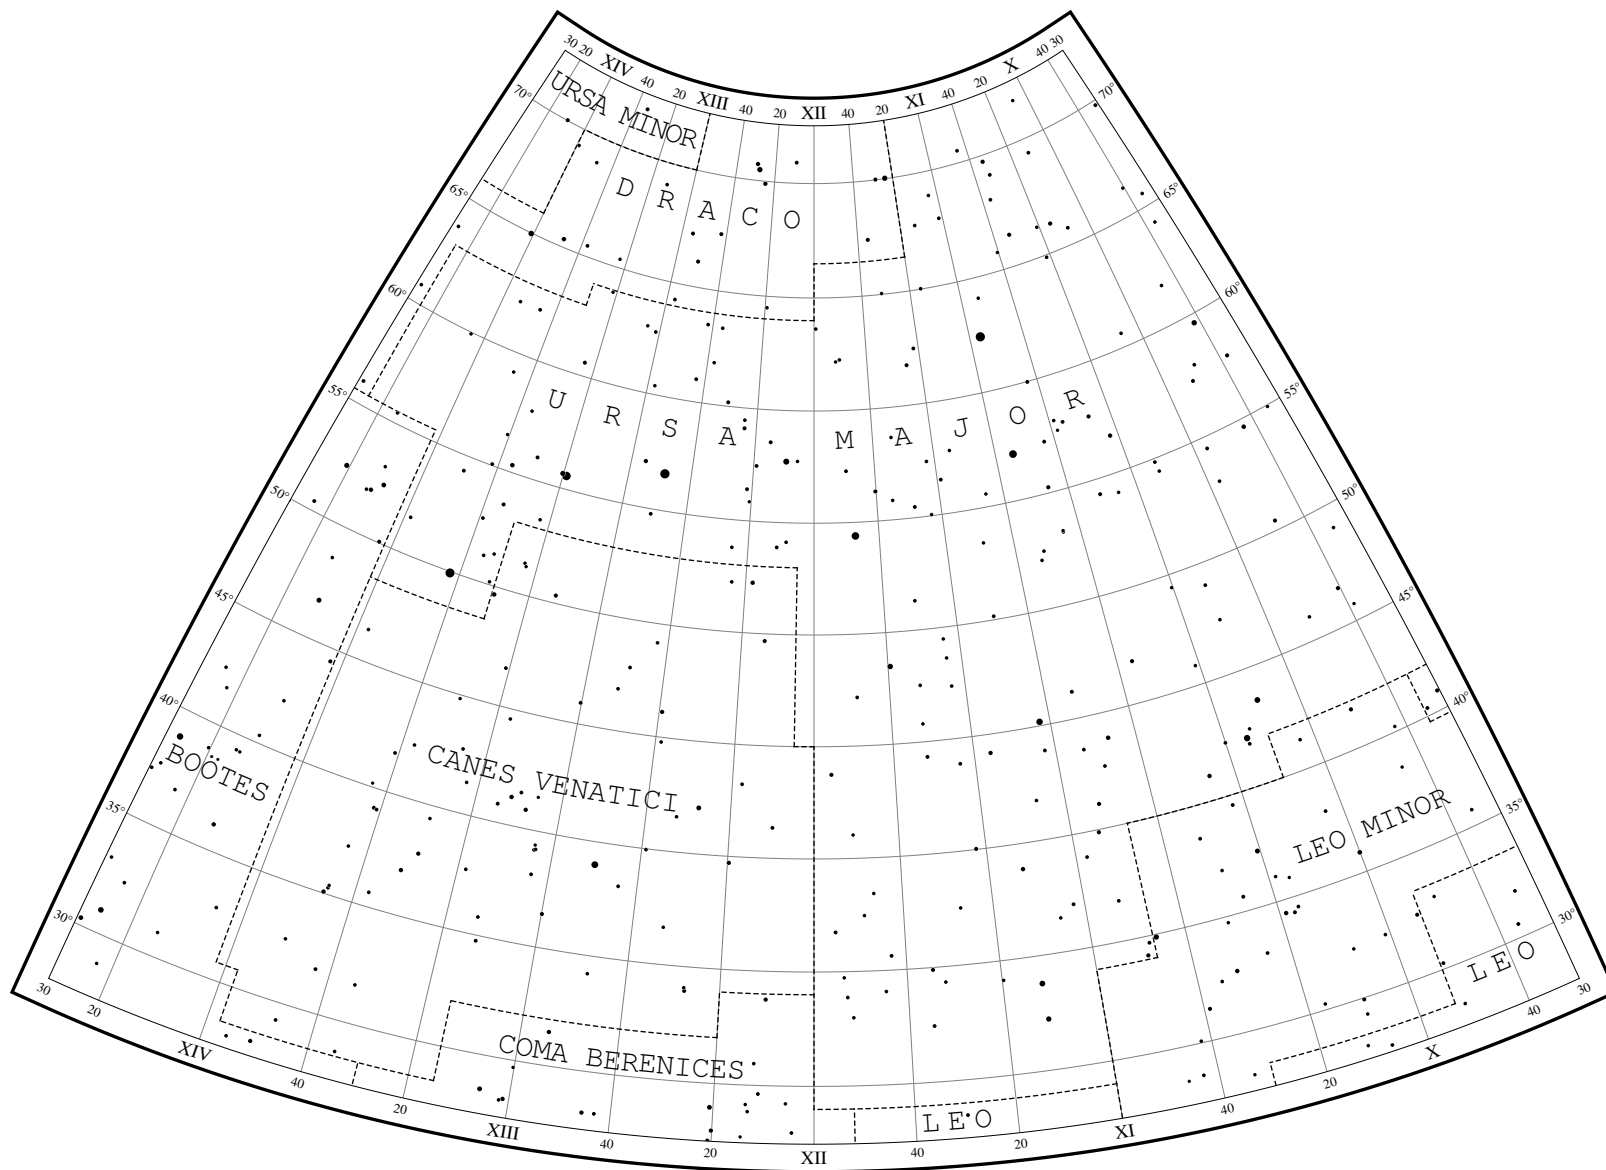 30 20 XIV 40 20 XIII 40 20 XII 40 20 XI 40 20 X 40 30
70° 70°
URSA MINOR
D R A C O
65° 65°
60° 60°
55° 55°
U R S A M A J O R
50° 50°
45° 45°
40° 40°
BOÖTES
CANES VENATICI
LEO MINOR
35° 35°
30° 30°
LEO
COMA BERENICES
LEO
30 20 XIV 40 20 XIII 40 20 XII 40 20 XI 40 20 X 40 30